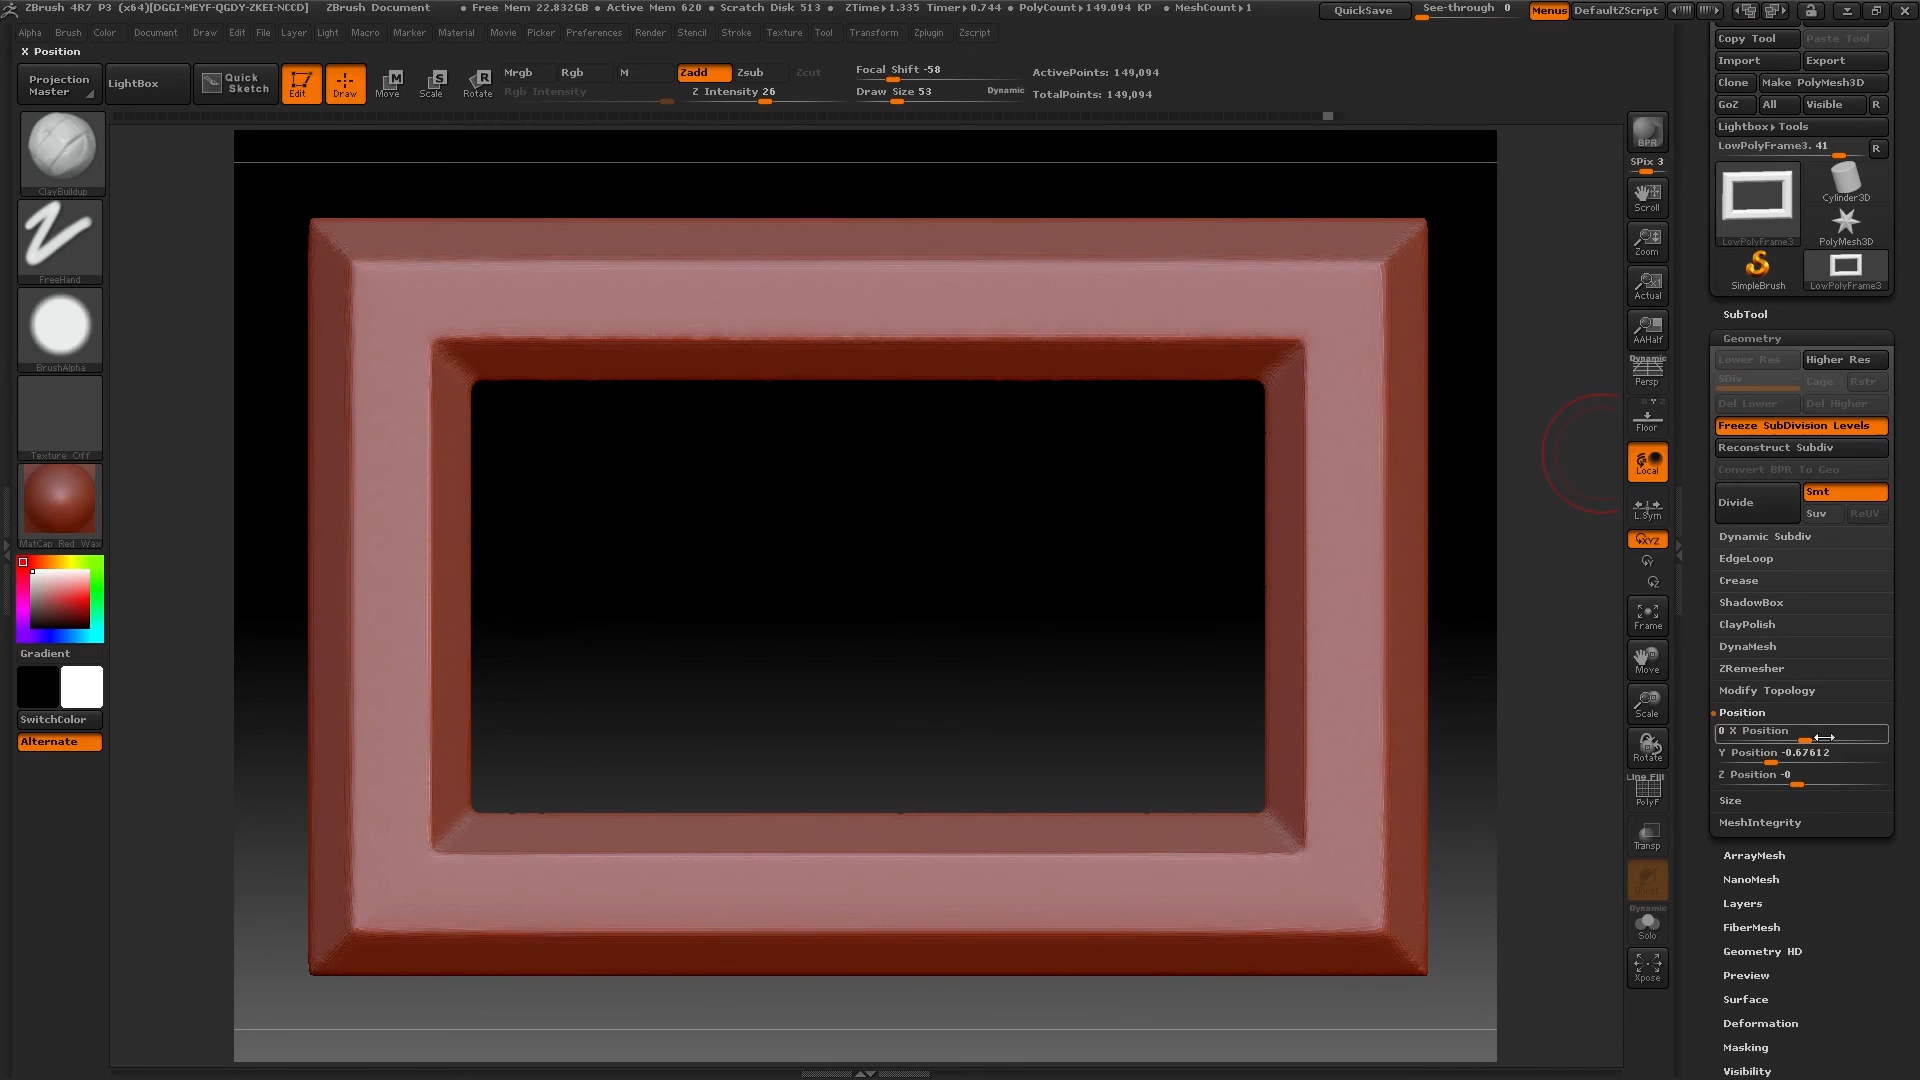 ZBrush 4R7 P3 (x64)[DGGI-MEYF-QGDY-ZKEI-NCCD] ZBrush Document • Free Mem 22.832GB • Active Mem 620 • Scratch Disk 513 • ZTime▸1.335 Timer▸0.744 • PolyCount▸149.094 KP • MeshCount▸1 QuickSave See-through 0 Menus DefaultZScript
Alpha Brush Color Document Draw Edit File Layer Light Macro Marker Material Movie Picker Preferences Render Stencil Stroke Texture Tool Transform Zplugin Zscript
X Position
Projection Master
LightBox
Quick Sketch
Edit
Draw
Move
Scale
Rotate
Mrgb Rgb M Zadd Zsub Zcut
Rgb Intensity Z Intensity 26
Focal Shift -58
Draw Size 53 Dynamic
ActivePoints: 149,094
TotalPoints: 149,094
ClayBuildup
FreeHand
BrushAlpha
Texture Off
MatCap Red Wax
Gradient
SwitchColor
Alternate
BPR
SPix 3
Scroll
Zoom
Actual
AAHalf
Dynamic
Persp
Floor
Local
L.Sym
XYZ
Y
Z
Frame
Move
Scale
Rotate
Line Fill
PolyF
Transp
Ghost
Dynamic
Solo
Xpose
Copy Tool Paste Tool
Import Export
Clone Make PolyMesh3D
GoZ All Visible R
Lightbox▸Tools
LowPolyFrame3. 41 R
LowPolyFrame3
Cylinder3D
PolyMesh3D
SimpleBrush
LowPolyFrame3
SubTool
Geometry
Lower Res Higher Res
SDiv Cage Rstr
Del Lower Del Higher
Freeze SubDivision Levels
Reconstruct Subdiv
Convert BPR To Geo
Divide Smt
Suv ReUV
Dynamic Subdiv
EdgeLoop
Crease
ShadowBox
ClayPolish
DynaMesh
ZRemesher
Modify Topology
Position
0 X Position
Y Position -0.67612
Z Position -0
Size
MeshIntegrity
ArrayMesh
NanoMesh
Layers
FiberMesh
Geometry HD
Preview
Surface
Deformation
Masking
Visibility